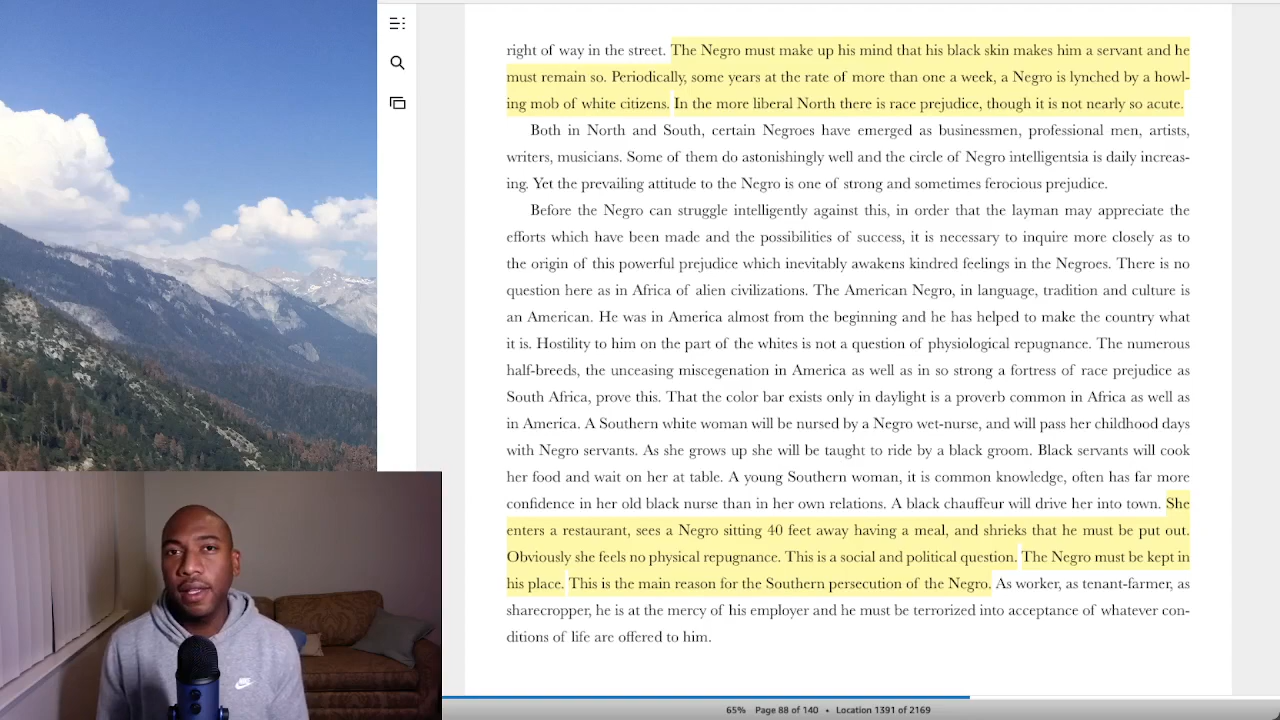 right of way in the street. The Negro must make up his mind that his black skin makes him a servant and he
must remain so. Periodically, some years at the rate of more than one a week, a Negro is lynched by a howl-
ing mob of white citizens. In the more liberal North there is race prejudice, though it is not nearly so acute.
Both in North and South, certain Negroes have emerged as businessmen, professional men, artists,
writers, musicians. Some of them do astonishingly well and the circle of Negro intelligentsia is daily increas-
ing. Yet the prevailing attitude to the Negro is one of strong and sometimes ferocious prejudice.
Before the Negro can struggle intelligently against this, in order that the layman may appreciate the
efforts which have been made and the possibilities of success, it is necessary to inquire more closely as to
the origin of this powerful prejudice which inevitably awakens kindred feelings in the Negroes. There is no
question here as in Africa of alien civilizations. The American Negro, in language, tradition and culture is
an American. He was in America almost from the beginning and he has helped to make the country what
it is. Hostility to him on the part of the whites is not a question of physiological repugnance. The numerous
half-breeds, the unceasing miscegenation in America as well as in so strong a fortress of race prejudice as
South Africa, prove this. That the color bar exists only in daylight is a proverb common in Africa as well as
in America. A Southern white woman will be nursed by a Negro wet-nurse, and will pass her childhood days
with Negro servants. As she grows up she will be taught to ride by a black groom. Black servants will cook
her food and wait on her at table. A young Southern woman, it is common knowledge, often has far more
confidence in her old black nurse than in her own relations. A black chauffeur will drive her into town. She
enters a restaurant, sees a Negro sitting 40 feet away having a meal, and shrieks that he must be put out.
Obviously she feels no physical repugnance. This is a social and political question. The Negro must be kept in
his place. This is the main reason for the Southern persecution of the Negro. As worker, as tenant-farmer, as
sharecropper, he is at the mercy of his employer and he must be terrorized into acceptance of whatever con-
ditions of life are offered to him.
65% Page 88 of 140 • Location 1391 of 2169